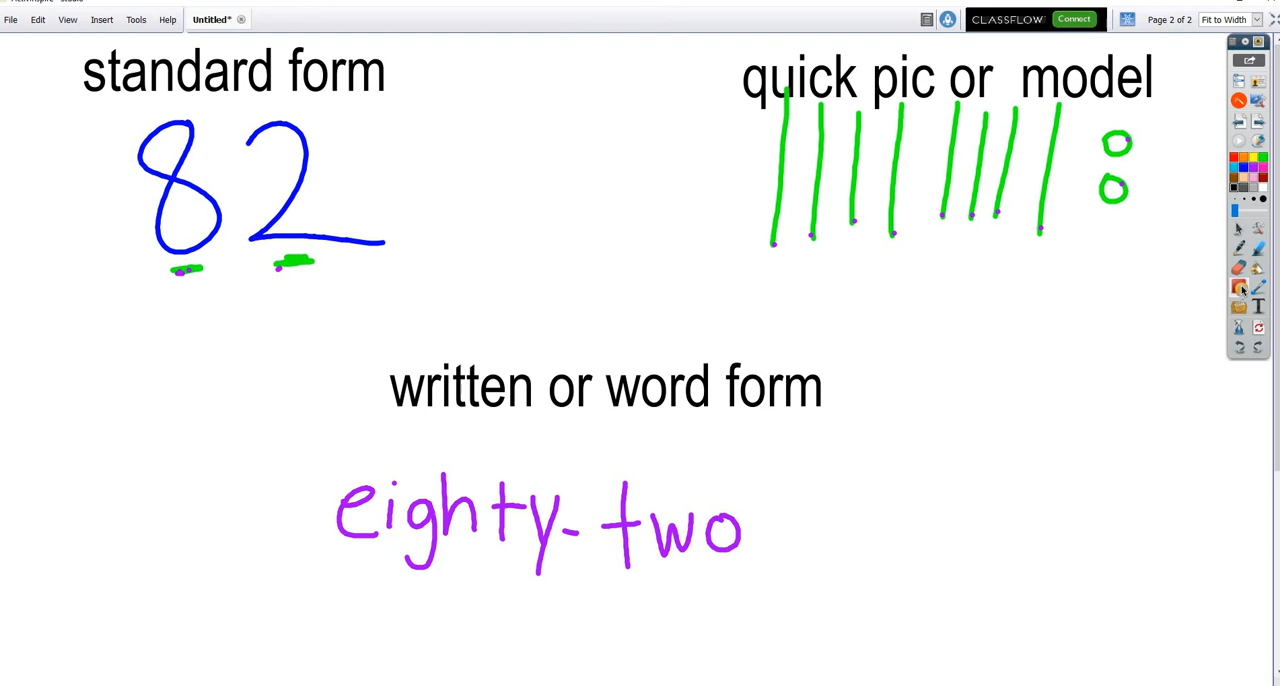 File Edit View Insert Tools Help Untitled* CLASSFLOW Connect Page 2 of 2 Fit to Width
standard form
quick pic or model
82
written or word form
eighty-two
T